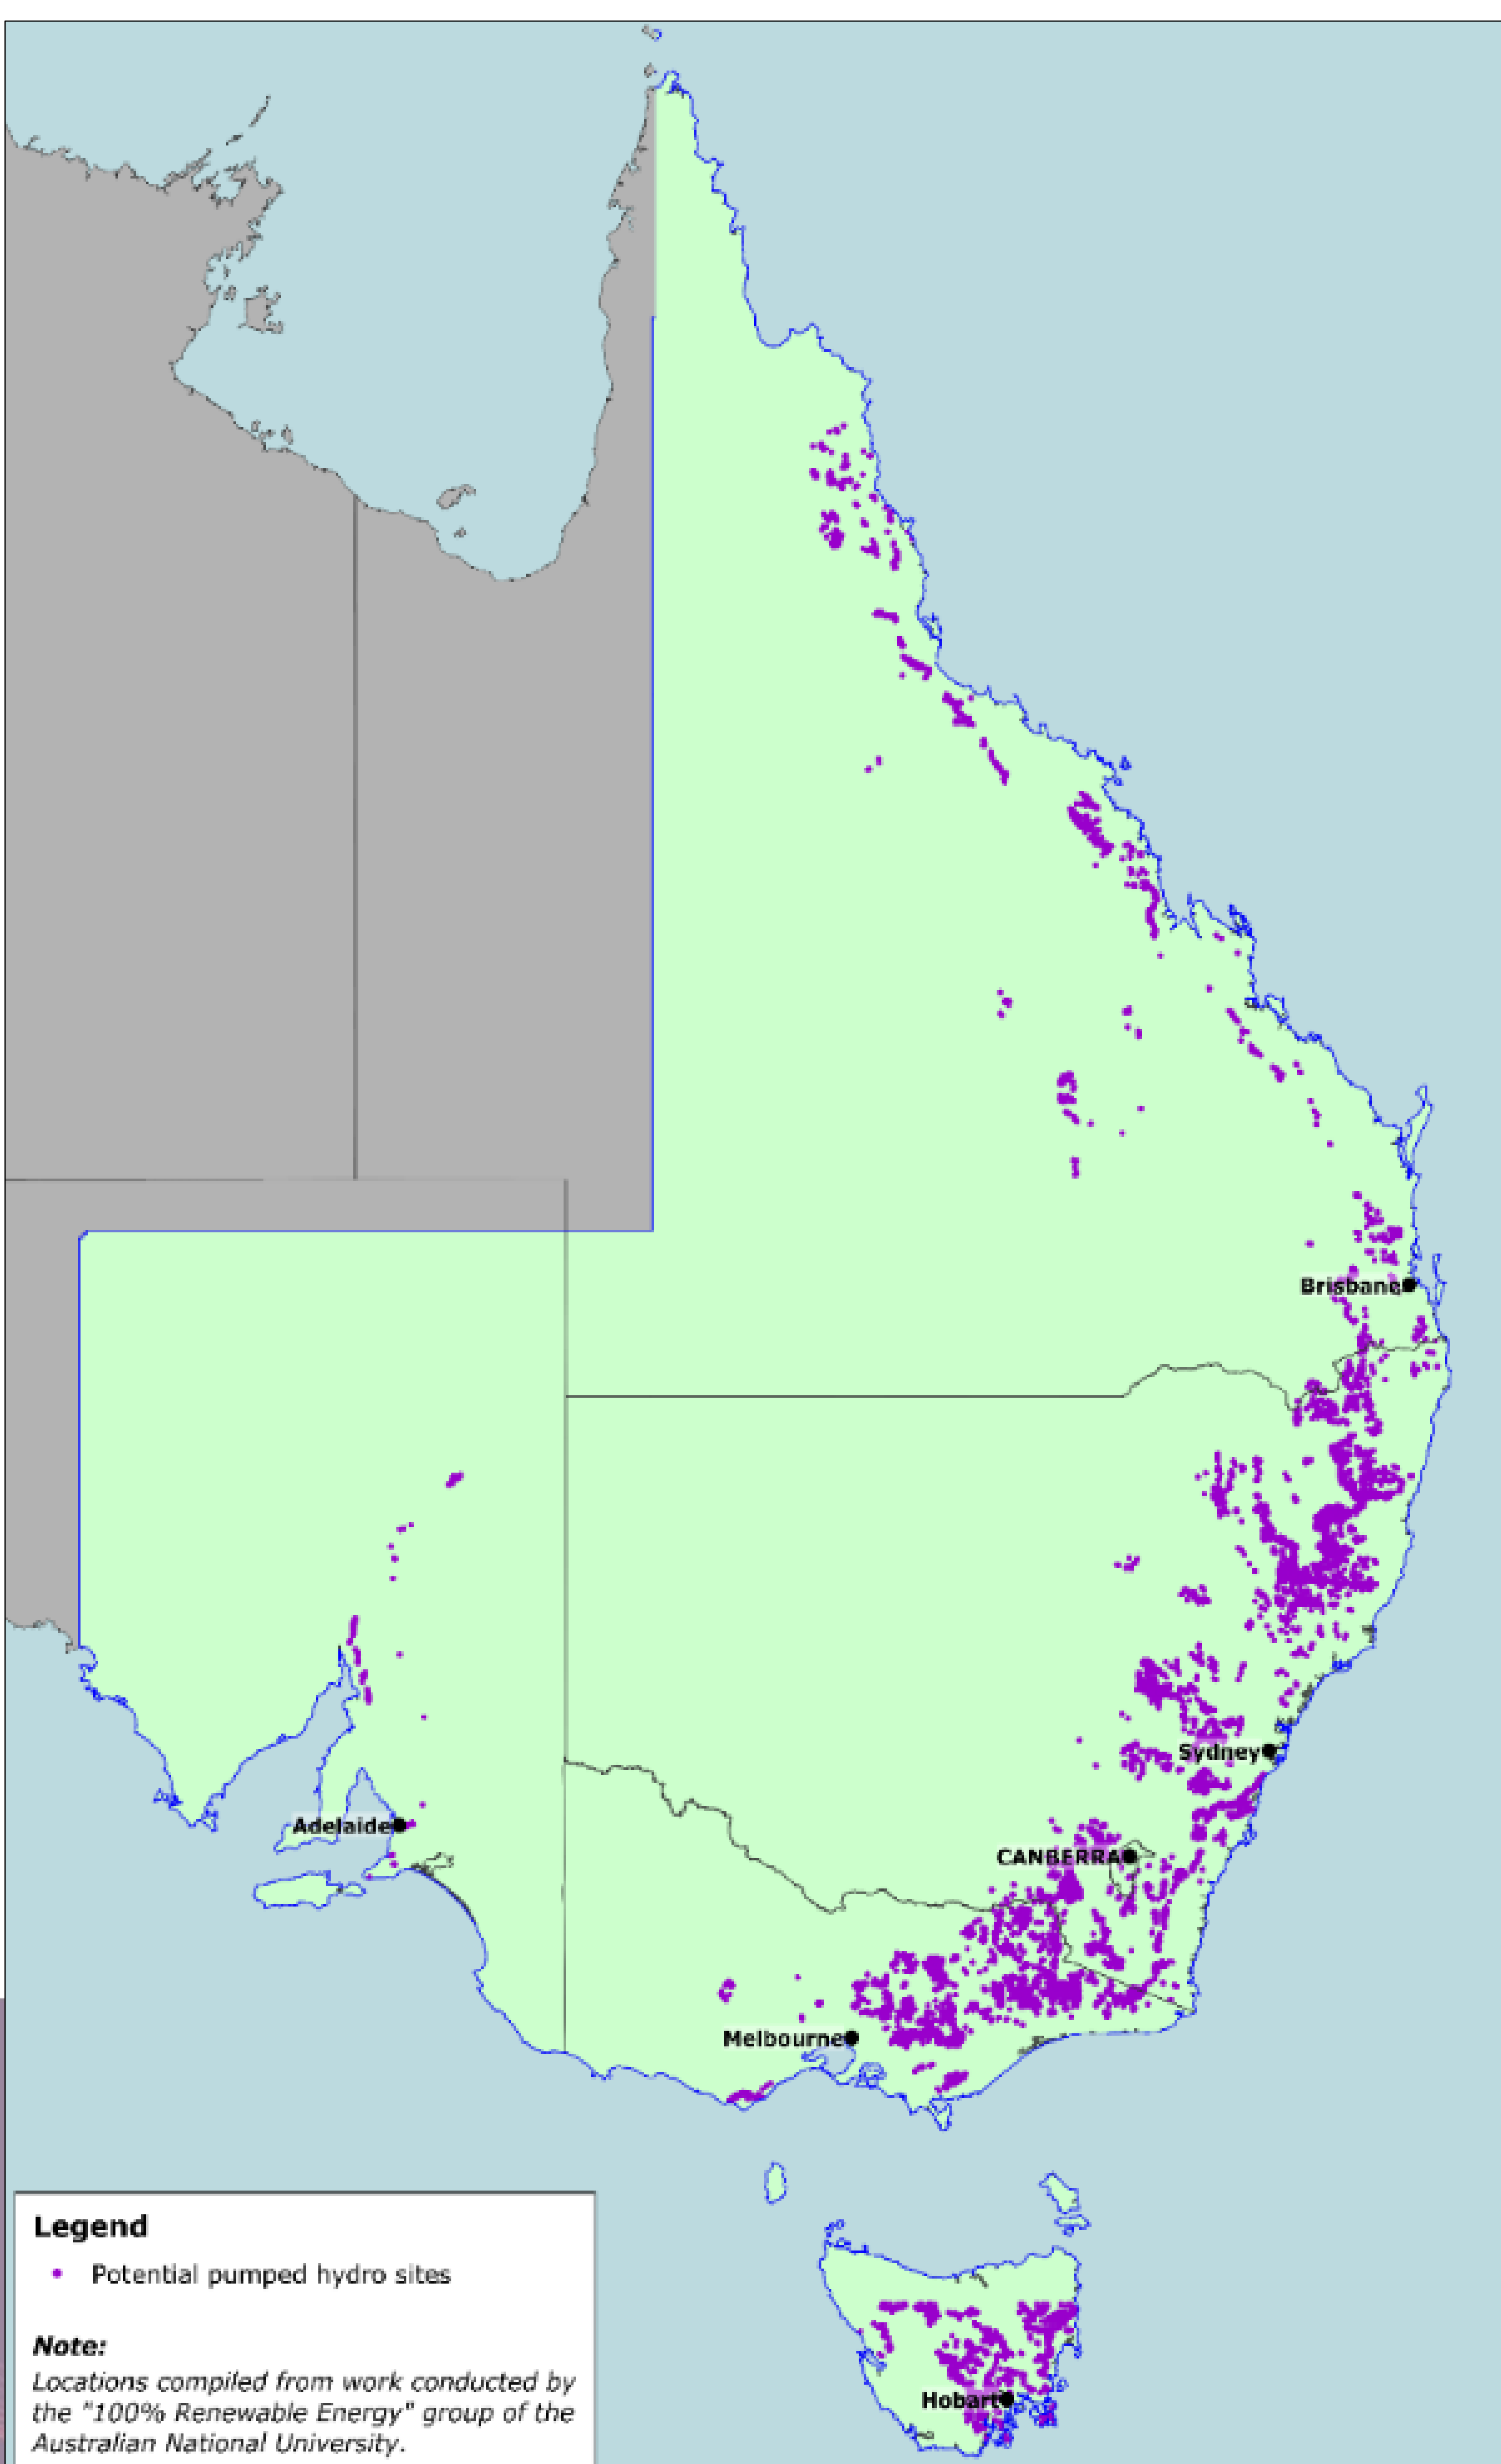 Brisbane
Sydney
Adelaide
CANBERRA
Melbourne
Hobart
Legend
Potential pumped hydro sites
Note:
Locations compiled from work conducted by
the "100% Renewable Energy" group of the
Australian National University.